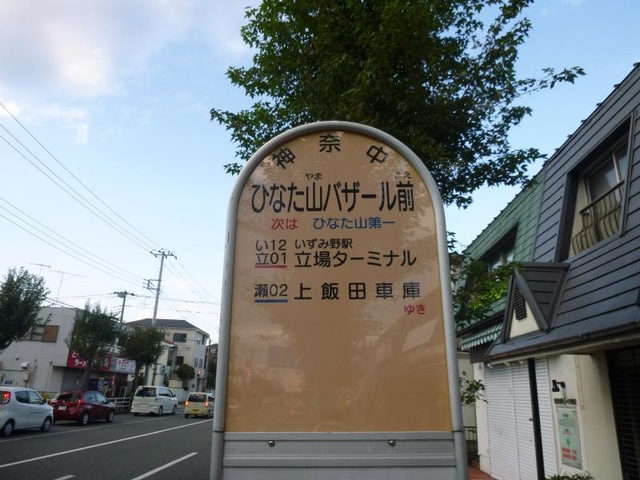 神奈中
やま　まえ
ひなた山バザール前
次は　ひなた山第一
い12　いずみ野駅
立01　立場ターミナル
瀬02　上飯田車庫
ゆき